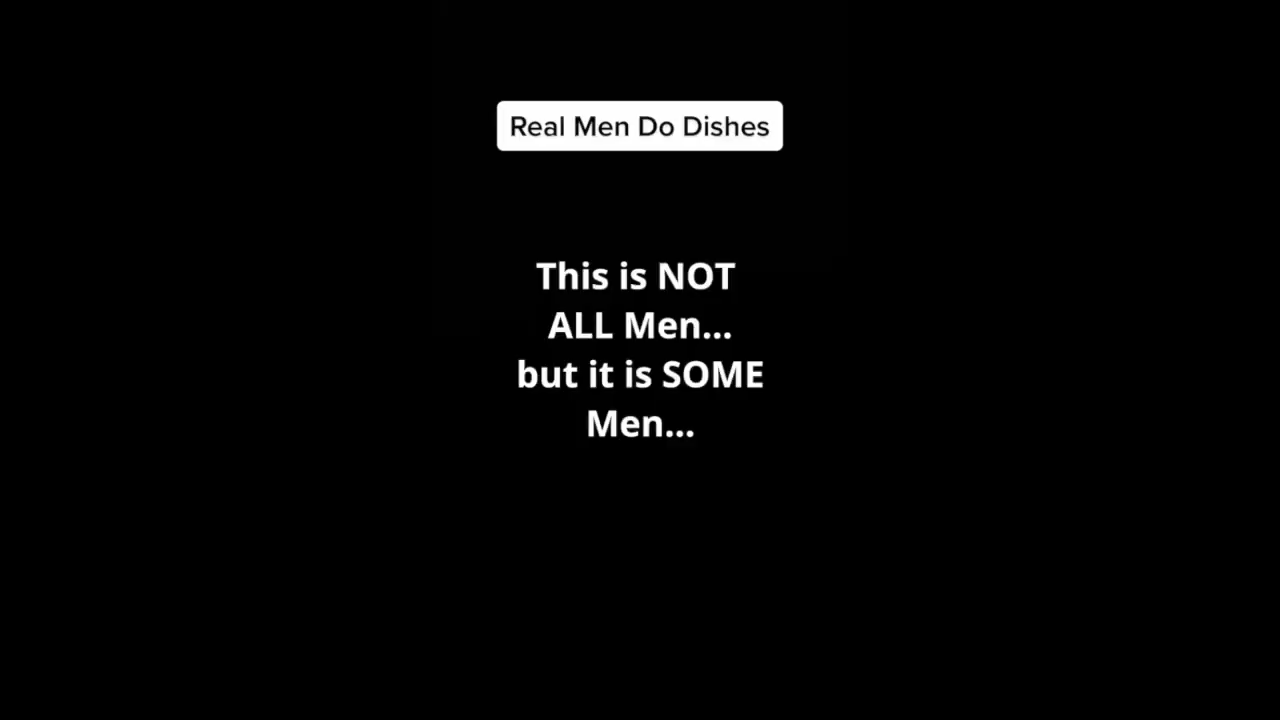 Real Men Do Dishes
This is NOT
ALL Men...
but it is SOME
Men...